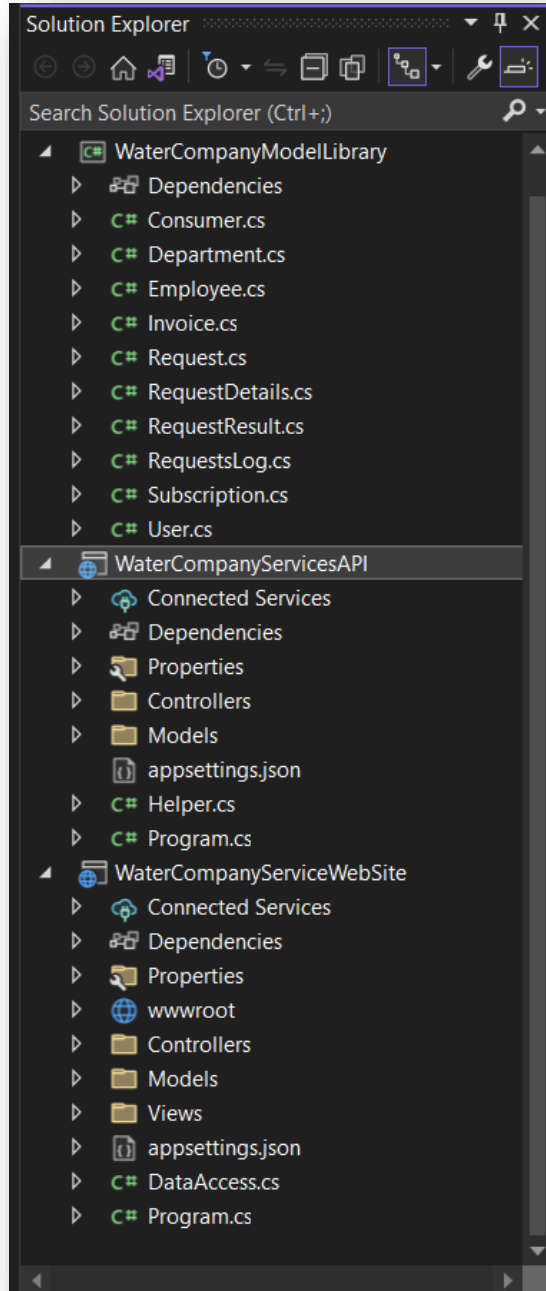 Solution Explorer
Search Solution Explorer (Ctrl+;)
C# WaterCompanyModelLibrary
Dependencies
C# Consumer.cs
C# Department.cs
C# Employee.cs
C# Invoice.cs
C# Request.cs
C# RequestDetails.cs
C# RequestResult.cs
C# RequestsLog.cs
C# Subscription.cs
C# User.cs
WaterCompanyServicesAPI
Connected Services
Dependencies
Properties
Controllers
Models
appsettings.json
C# Helper.cs
C# Program.cs
WaterCompanyServiceWebSite
Connected Services
Dependencies
Properties
wwwroot
Controllers
Models
Views
appsettings.json
C# DataAccess.cs
C# Program.cs